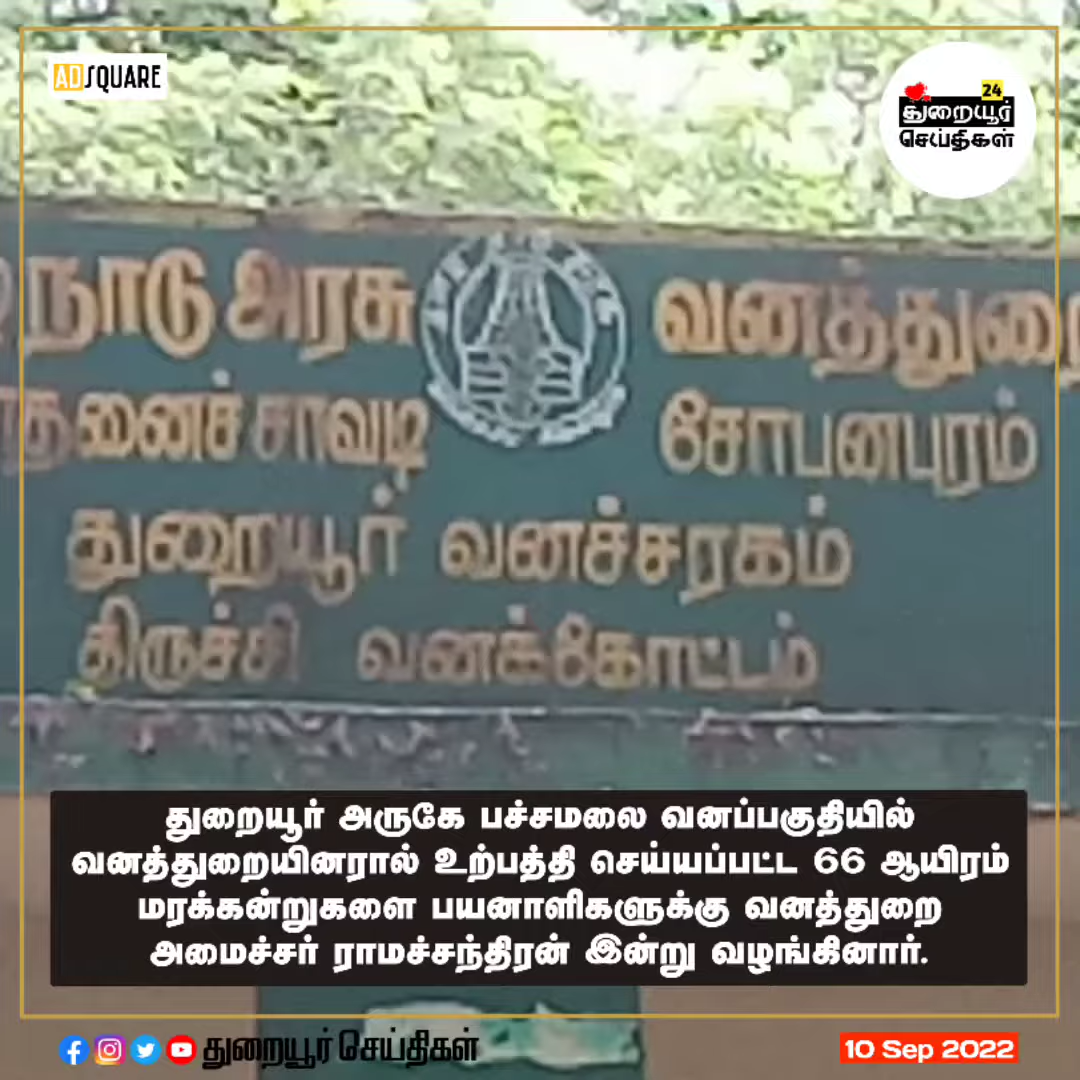 ADSQUARE
24
துறையூர்
செய்திகள்
நாடு அரசு வனத்துறை
சோதனைச் சாவடி சோபனபுரம்
துறையூர் வனச்சரகம்
திருச்சி வனக்கோட்டம்
துறையூர் அருகே பச்சமலை வனப்பகுதியில்
வனத்துறையினரால் உற்பத்தி செய்யப்பட்ட 66 ஆயிரம்
மரக்கன்றுகளை பயனாளிகளுக்கு வனத்துறை
அமைச்சர் ராமச்சந்திரன் இன்று வழங்கினார்.
துறையூர் செய்திகள்
10 Sep 2022